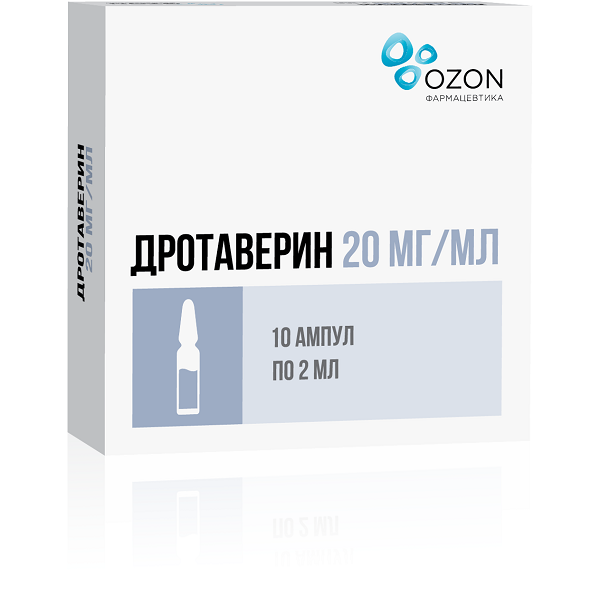 OZON
ФАРМАЦЕВТИКА
ДРОТАВЕРИН 20 МГ/МЛ
10 АМПУЛ
ПО 2 МЛ
ДРОТАВЕРИН
20 МГ/МЛ